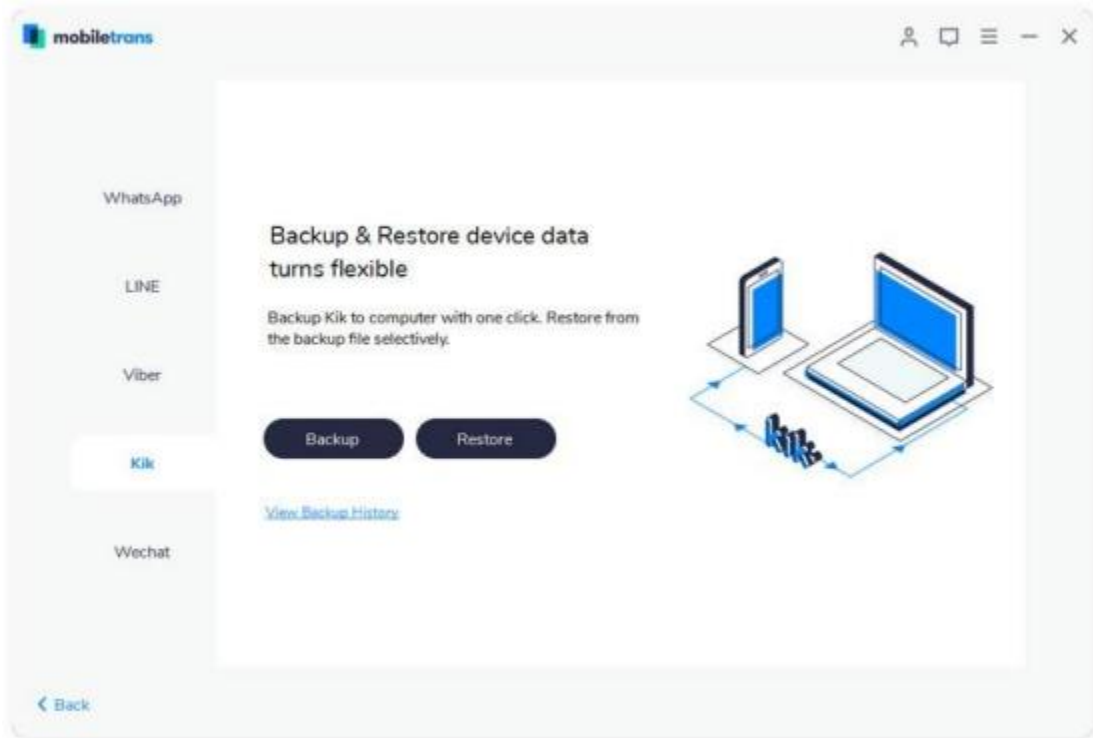 mobiletrans
WhatsApp
LINE
Viber
Kik
Wechat
Backup & Restore device data
turns flexible
Backup Kik to computer with one click. Restore from
the backup file selectively.
Backup
Restore
View Backup History
kik
Back